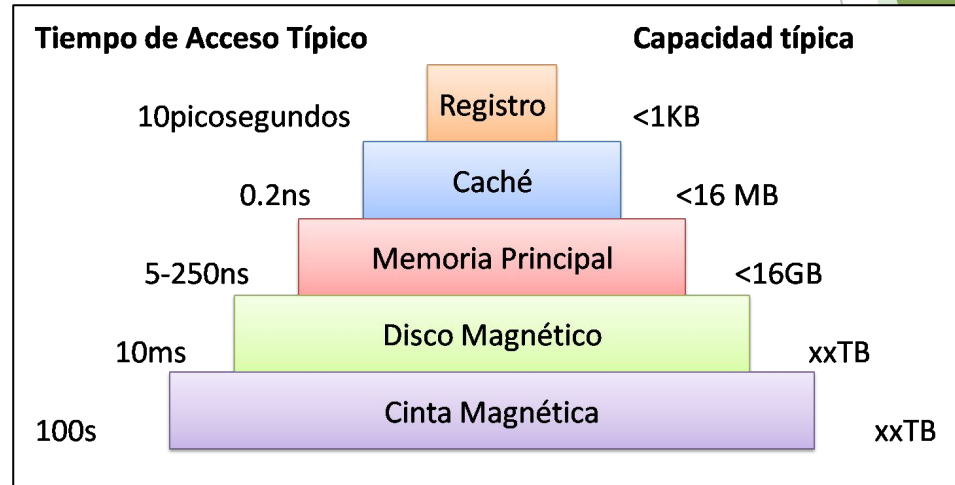 Tiempo de Acceso Típico Capacidad típica
10picosegundos Registro <1KB
0.2ns Caché <16 MB
5-250ns Memoria Principal <16GB
10ms Disco Magnético xxTB
100s Cinta Magnética xxTB